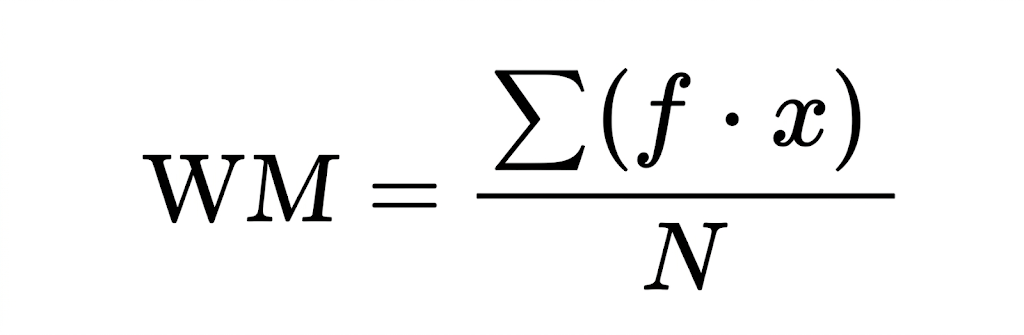 WM = ∑(f · x) / N